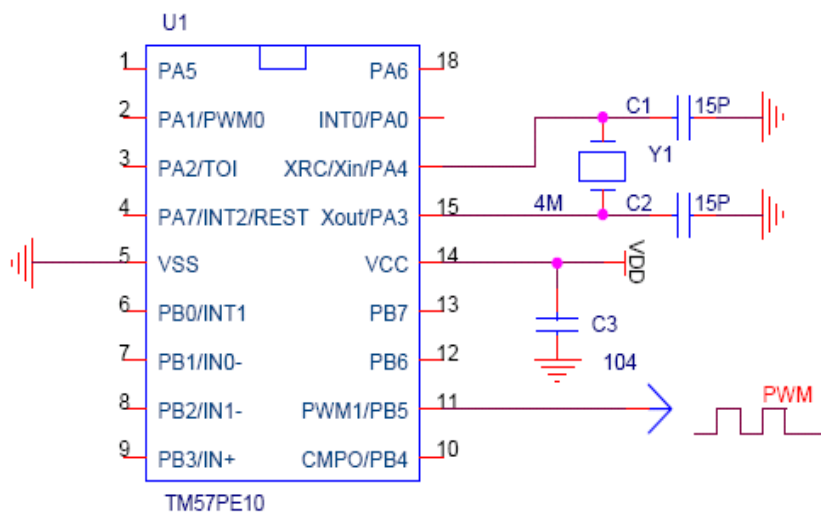 U1
1 PA5 PA6 18
2 PA1/PWM0 INT0/PA0
C1 15P
3 PA2/TOI XRC/Xin/PA4
Y1
4 PA7/INT2/REST Xout/PA3 15
4M C2 15P
5 VSS VCC 14 VDD
6 PB0/INT1 PB7 13
C3
7 PB1/IN0- PB6 12
104
8 PB2/IN1- PWM1/PB5 11
PWM
9 PB3/IN+ CMPO/PB4 10
TM57PE10